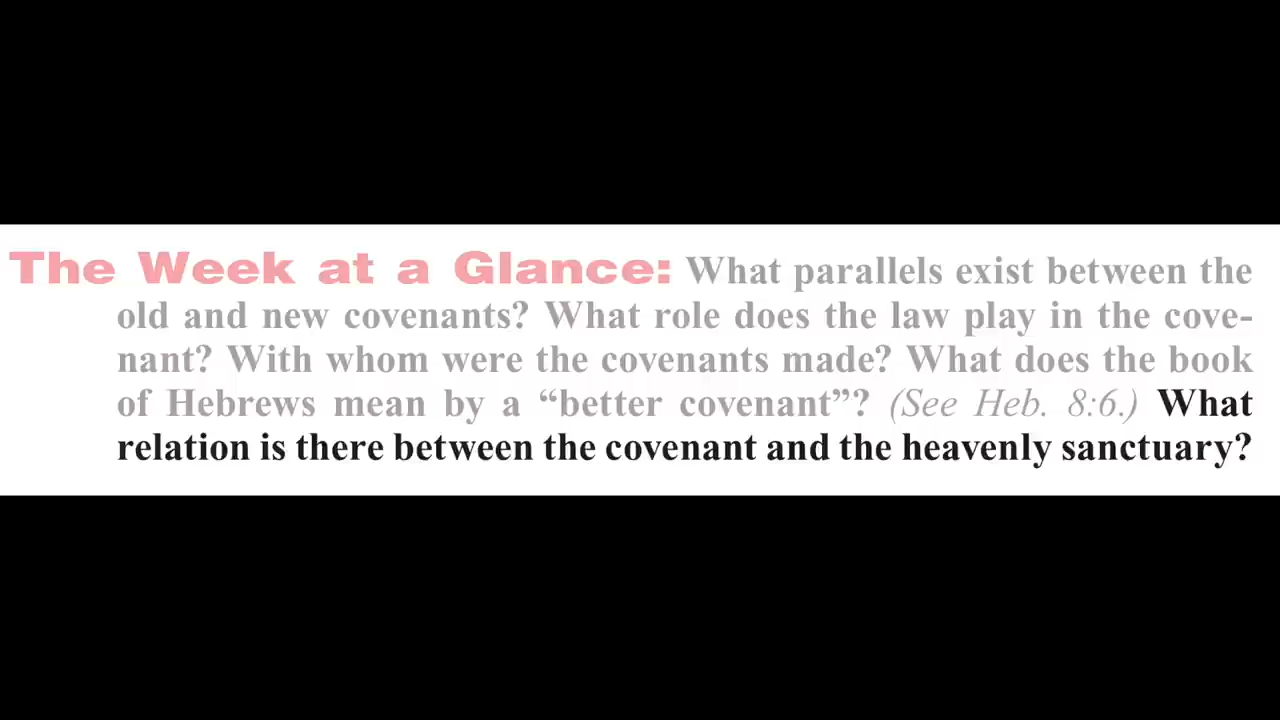 The Week at a Glance: What parallels exist between the
old and new covenants? What role does the law play in the cove-
nant? With whom were the covenants made? What does the book
of Hebrews mean by a “better covenant”? (See Heb. 8:6.) What
relation is there between the covenant and the heavenly sanctuary?